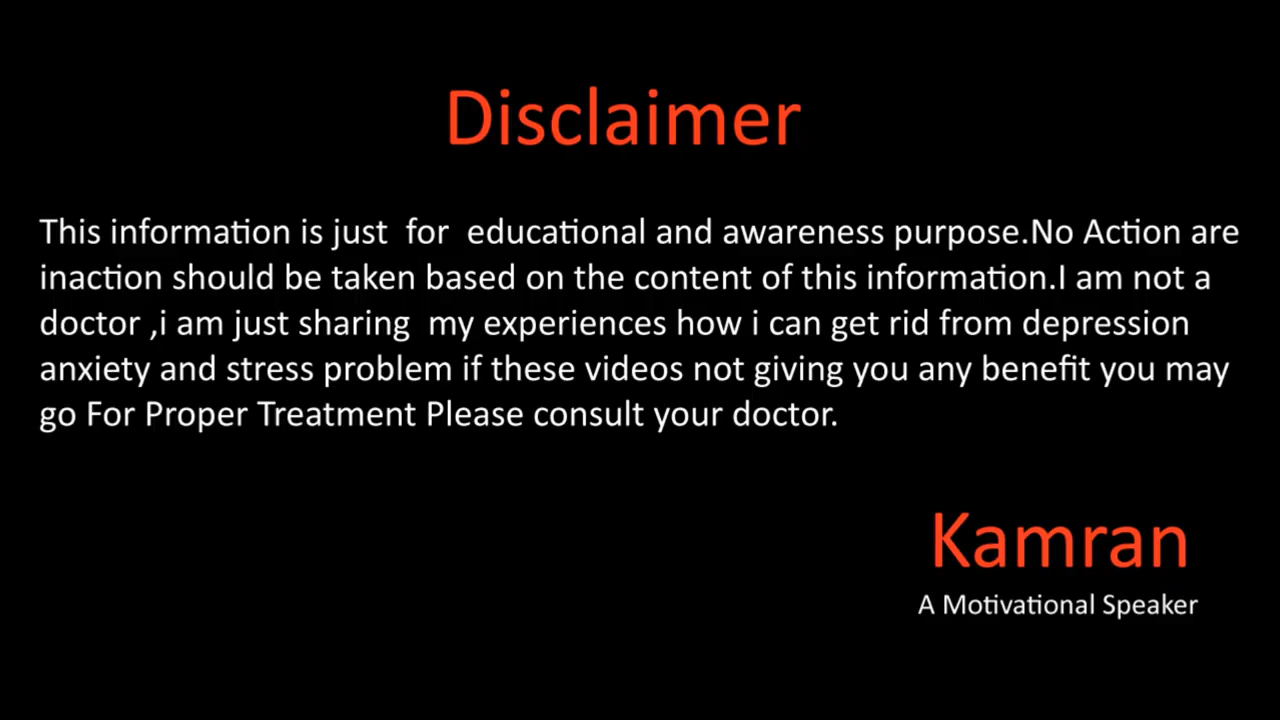 Disclaimer
This information is just  for  educational and awareness purpose.No Action are
inaction should be taken based on the content of this information.I am not a
doctor ,i am just sharing  my experiences how i can get rid from depression
anxiety and stress problem if these videos not giving you any benefit you may
go For Proper Treatment Please consult your doctor.
Kamran
A Motivational Speaker